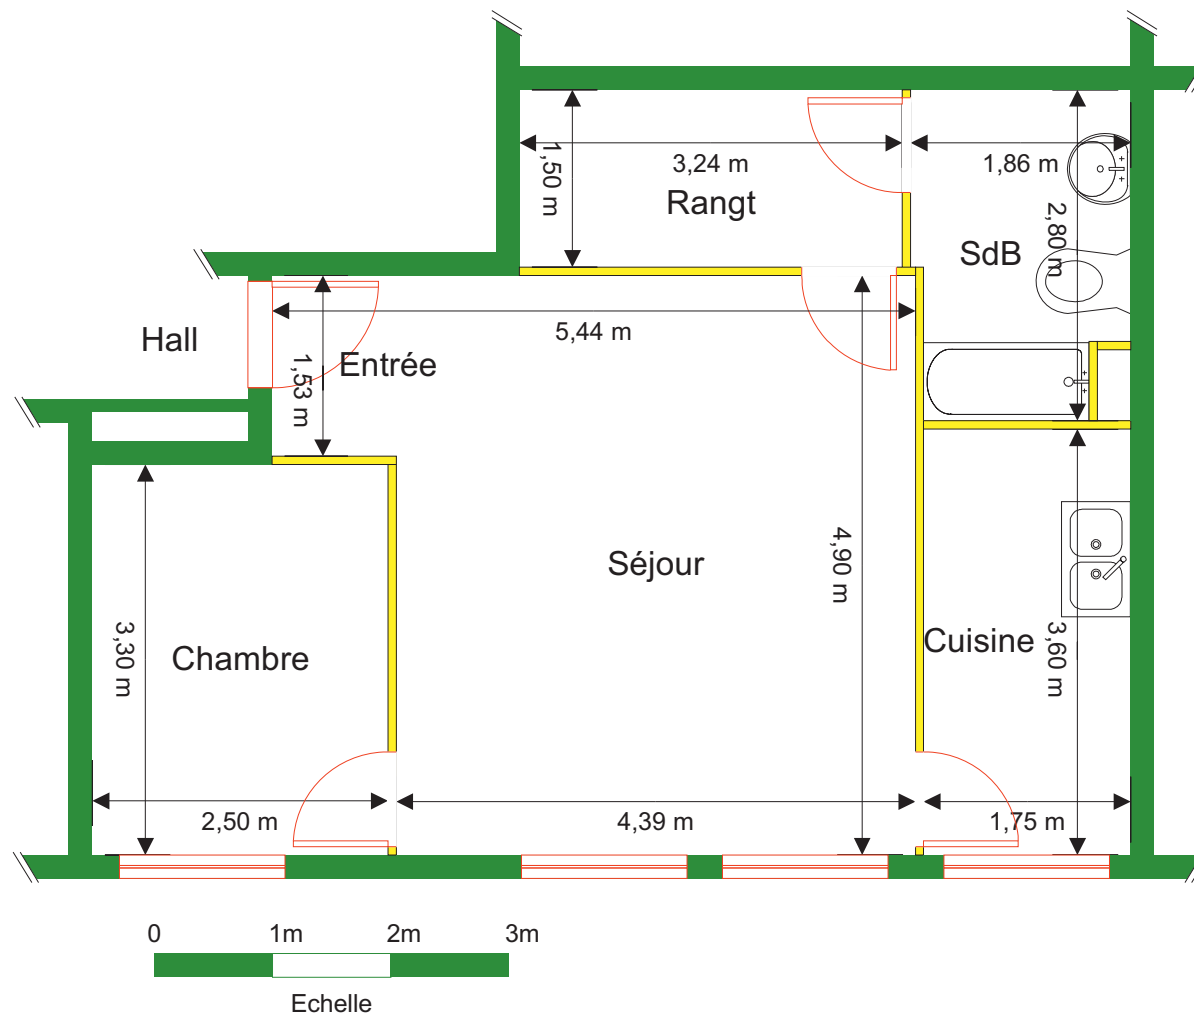 1,50 m
3,24 m
Rangt
1,86 m
2,80 m
SdB
Hall
5,44 m
Entrée
1,53 m
4,90 m
Séjour
Cuisine
3,60 m
Chambre
3,30 m
2,50 m
4,39 m
1,75 m
0 1m 2m 3m
Echelle